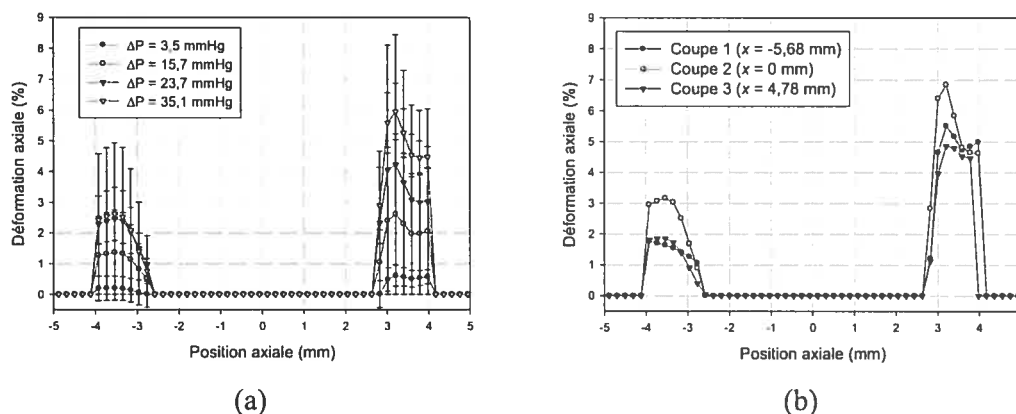 ΔP = 3,5 mmHg
ΔP = 15,7 mmHg
ΔP = 23,7 mmHg
ΔP = 35,1 mmHg
Déformation axiale (%)
9
8
7
6
5
4
3
2
1
0
-5 -4 -3 -2 -1 0 1 2 3 4 5
Position axiale (mm)
(a)
Coupe 1 (x = -5,68 mm)
Coupe 2 (x = 0 mm)
Coupe 3 (x = 4,78 mm)
Déformation axiale (%)
9
8
7
6
5
4
3
2
1
0
-5 -4 -3 -2 -1 0 1 2 3 4
Position axiale (mm)
(b)